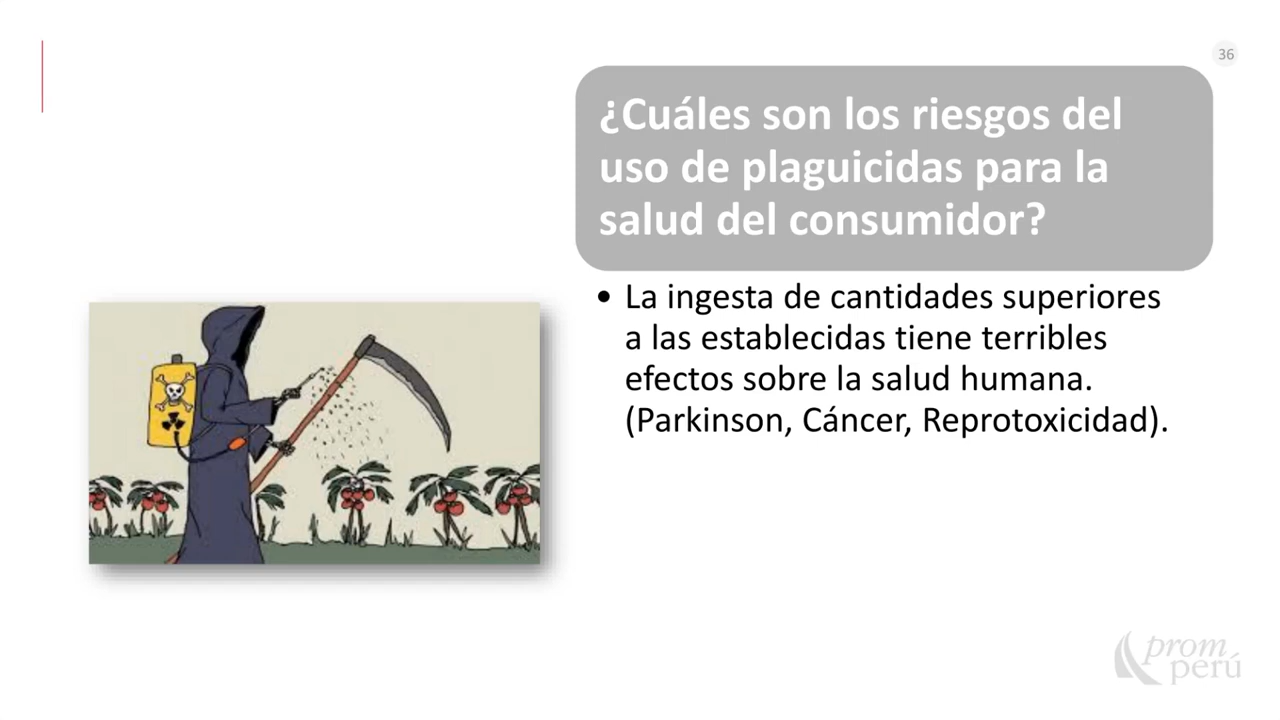 36
¿Cuáles son los riesgos del
uso de plaguicidas para la
salud del consumidor?
• La ingesta de cantidades superiores
a las establecidas tiene terribles
efectos sobre la salud humana.
(Parkinson, Cáncer, Reprotoxicidad).
prom
perú